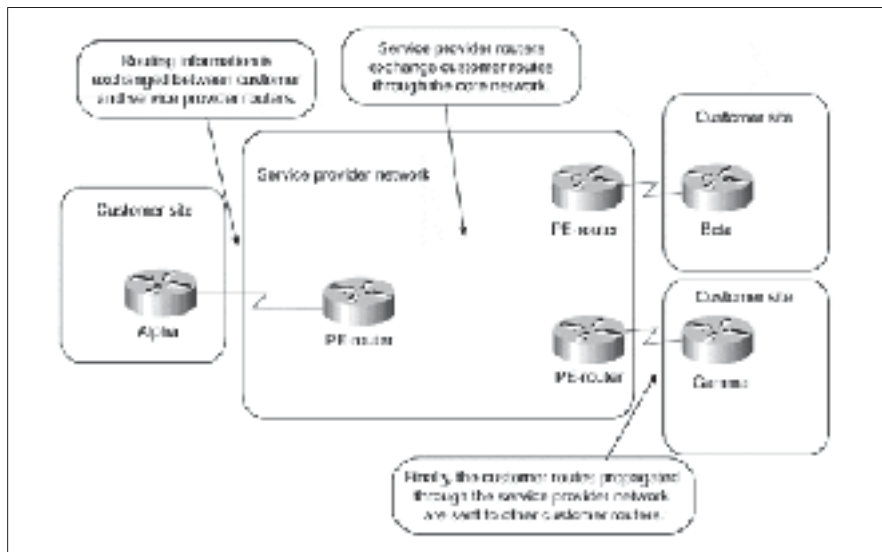 Routing information is
exchanged between customer
and service provider routers.
Service provider routers
exchange customer routes
through the core network.
Customer site
Service provider network
PE-router
Beta
Customer site
Alpha
PE-router
Customer site
PE-router
Gamma
Finally, the customer routes propagated
through the service provider network
are sent to other customer routers.